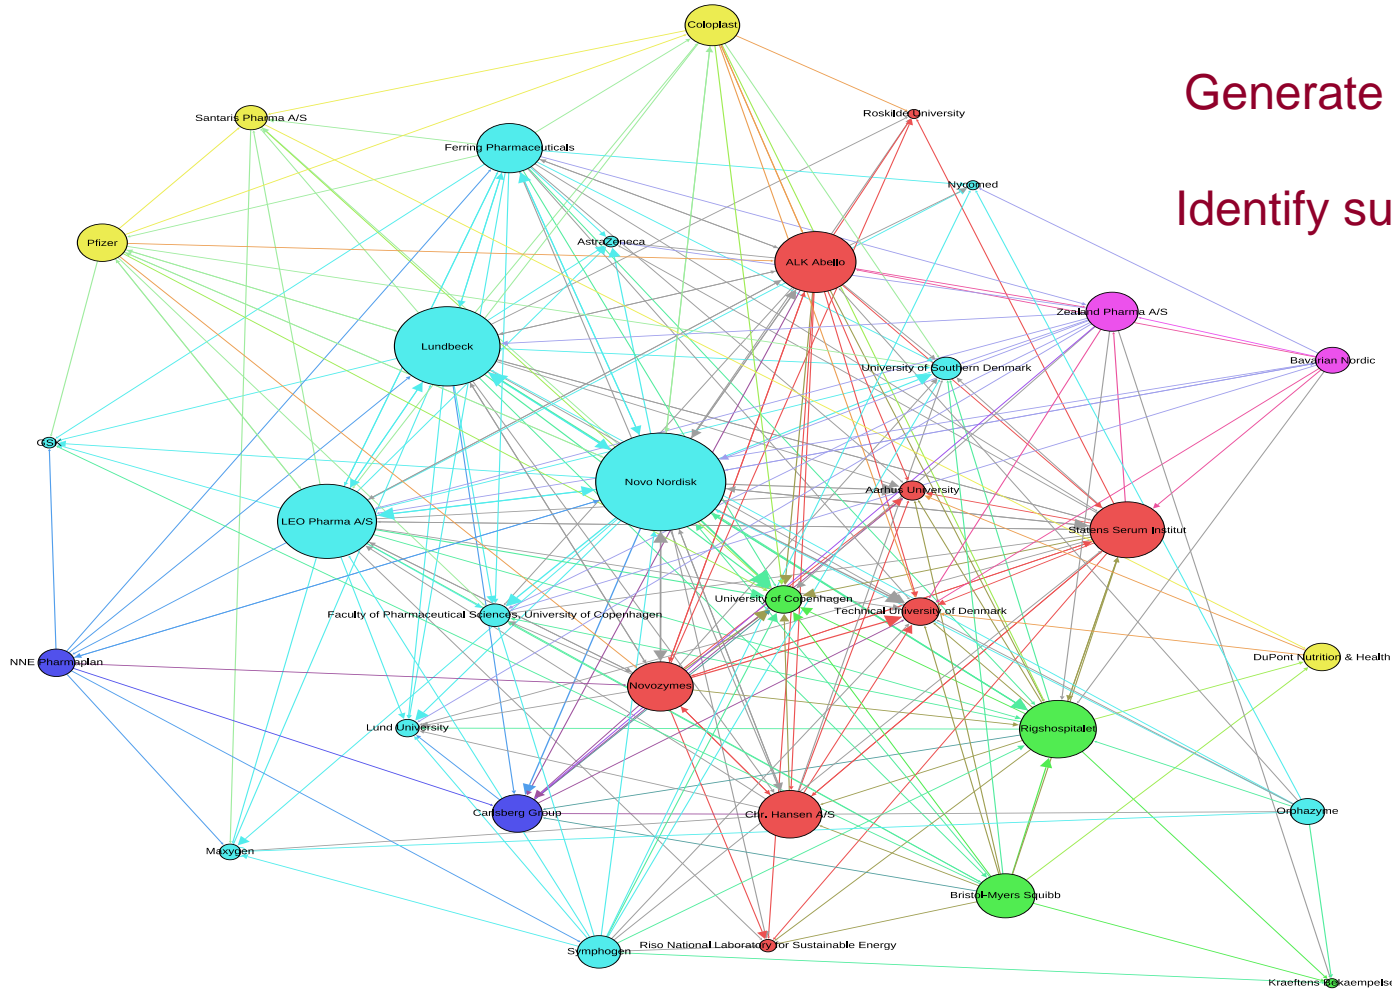 Coloplast
Generate
Santaris Pharma A/S
Roskilde University
Ferring Pharmaceuticals
Nycomed
Identify su
Pfizer
AstraZeneca
ALK Abello
Zealand Pharma A/S
Lundbeck
Bavarian Nordic
University of Southern Denmark
GSK
Novo Nordisk
Aarhus University
LEO Pharma A/S
Statens Serum Institut
University of Copenhagen
Technical University of Denmark
Faculty of Pharmaceutical Sciences, University of Copenhagen
NNE Pharmaplan
DuPont Nutrition & Health
Novozymes
Lund University
Rigshospitalet
Carlsberg Group
Chr. Hansen A/S
Orphazyme
Maxygen
Bristol-Myers Squibb
Riso National Laboratory for Sustainable Energy
Symphogen
Kraeftens Bekaempelse